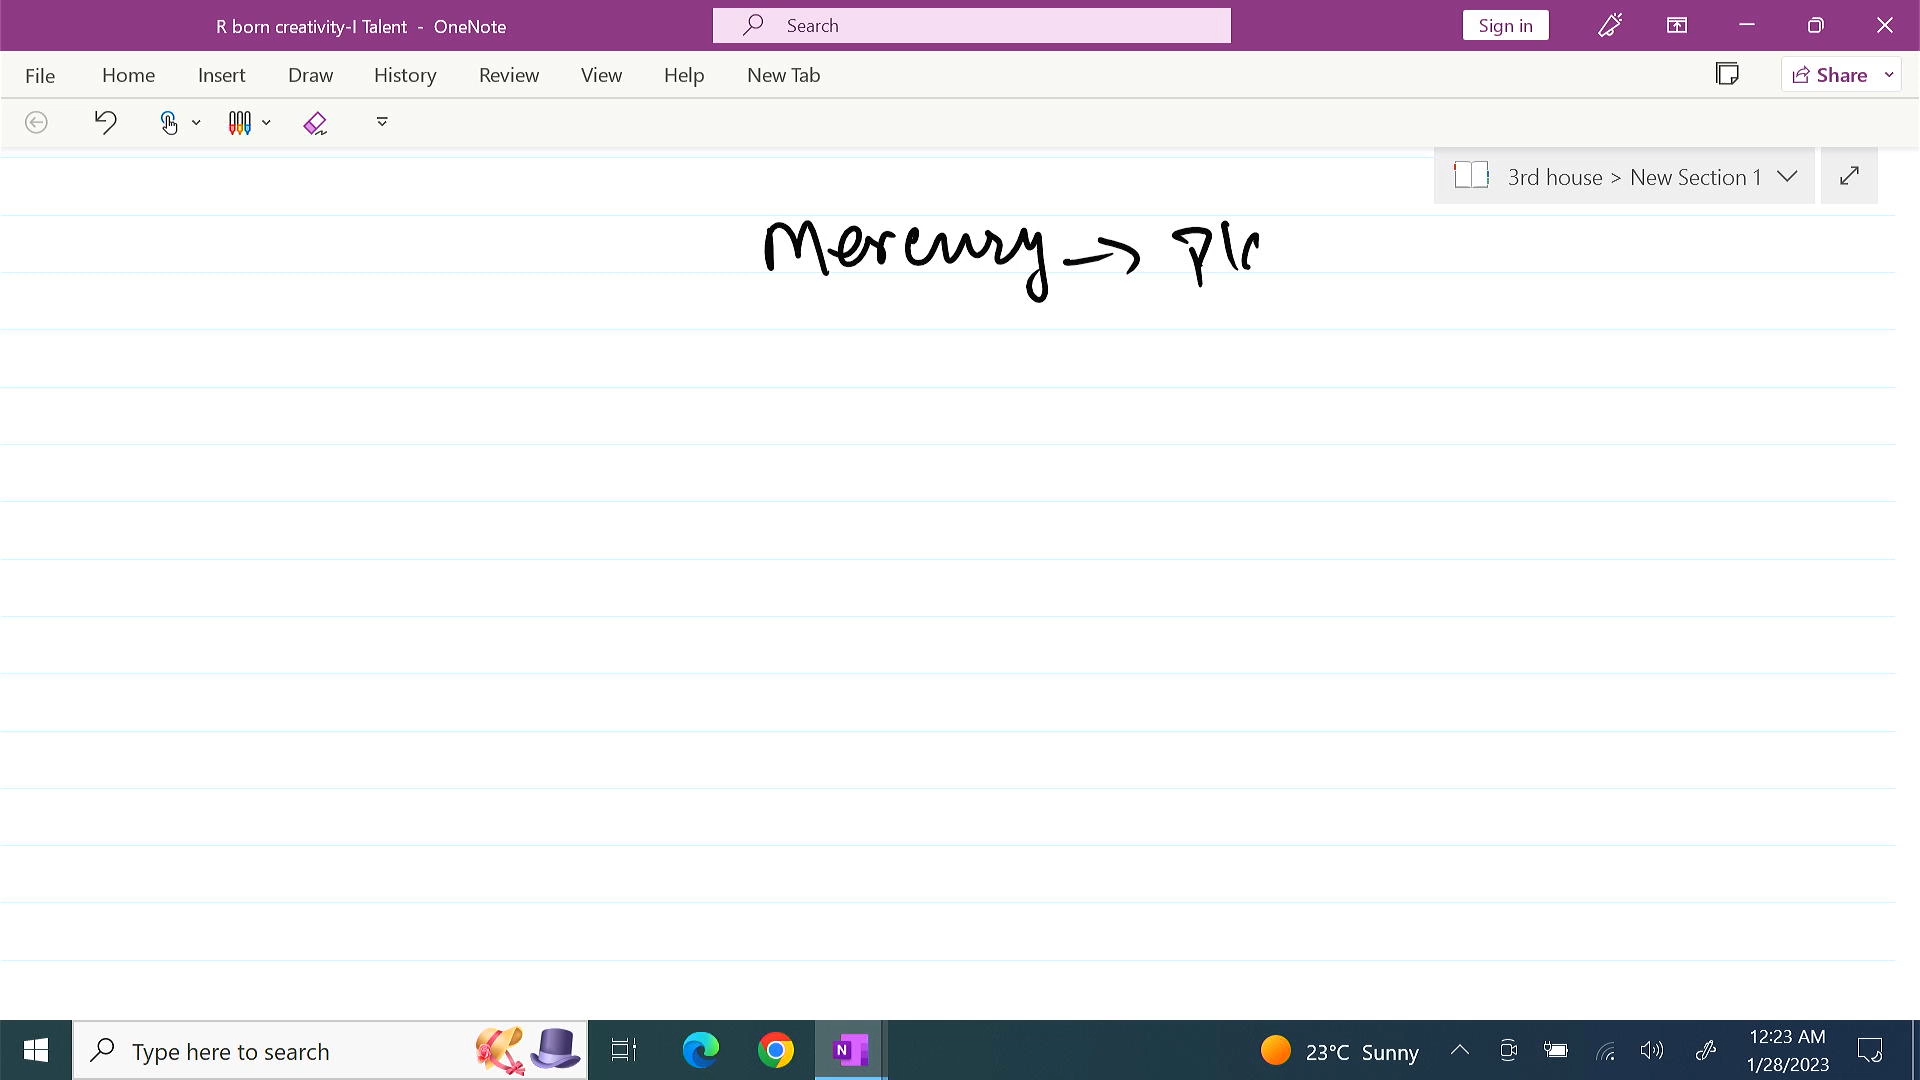 R born creativity-I Talent - OneNote
Search
Sign in
File Home Insert Draw History Review View Help New Tab
Share
3rd house > New Section 1
Mercury → pla
Type here to search
N
23°C Sunny
12:23 AM
1/28/2023